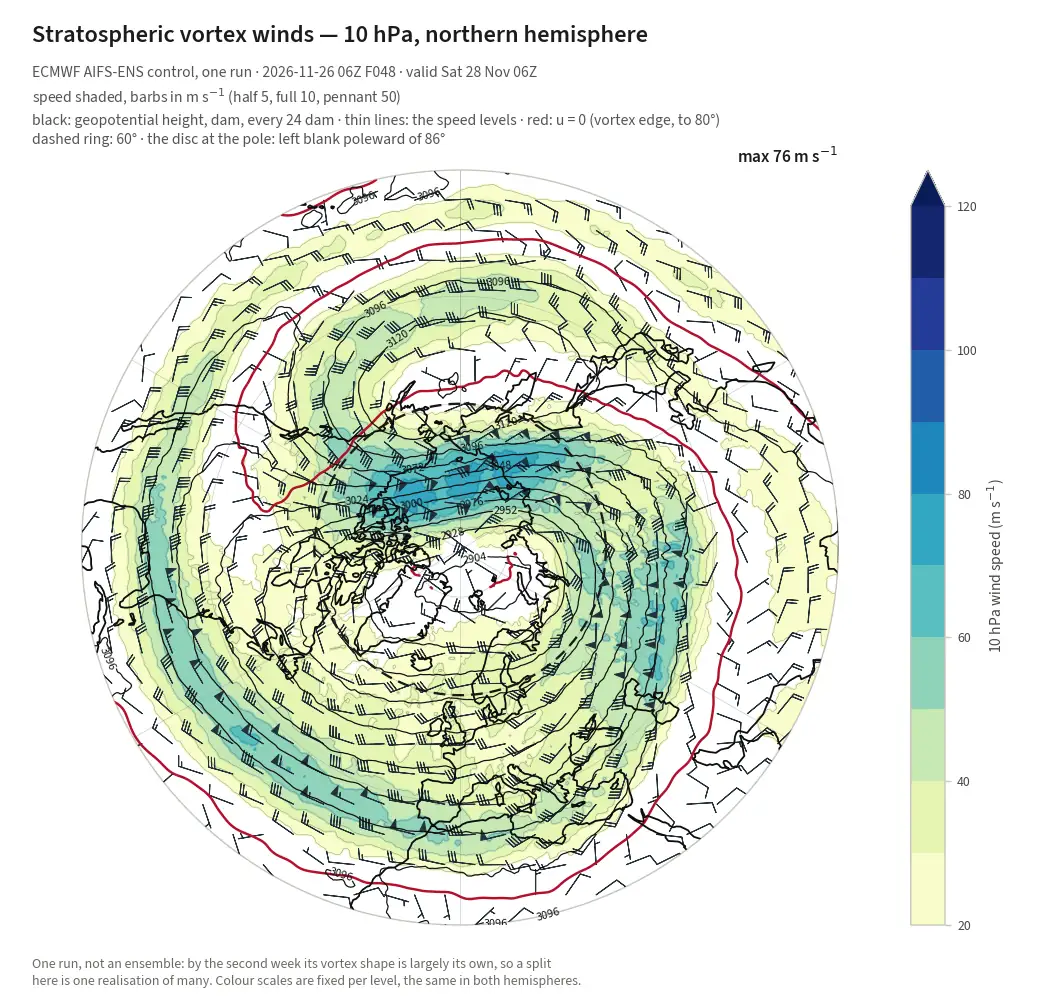 Stratospheric vortex winds — 10 hPa, northern hemisphere
ECMWF AIFS-ENS control, one run · 2026-11-26 06Z F048 · valid Sat 28 Nov 06Z
speed shaded, barbs in m s⁻¹ (half 5, full 10, pennant 50)
black: geopotential height, dam, every 24 dam · thin lines: the speed levels · red: u = 0 (vortex edge, to 80°)
dashed ring: 60° · the disc at the pole: left blank poleward of 86°
max 76 m s⁻¹
3096
3096
3096
3096
3120
3120
3096
3072
3048
3024
3000
2976
2952
2928
2904
3096
3096
3096
3096
120
100
80
60
40
20
10 hPa wind speed (m s⁻¹)
One run, not an ensemble: by the second week its vortex shape is largely its own, so a split
here is one realisation of many. Colour scales are fixed per level, the same in both hemispheres.